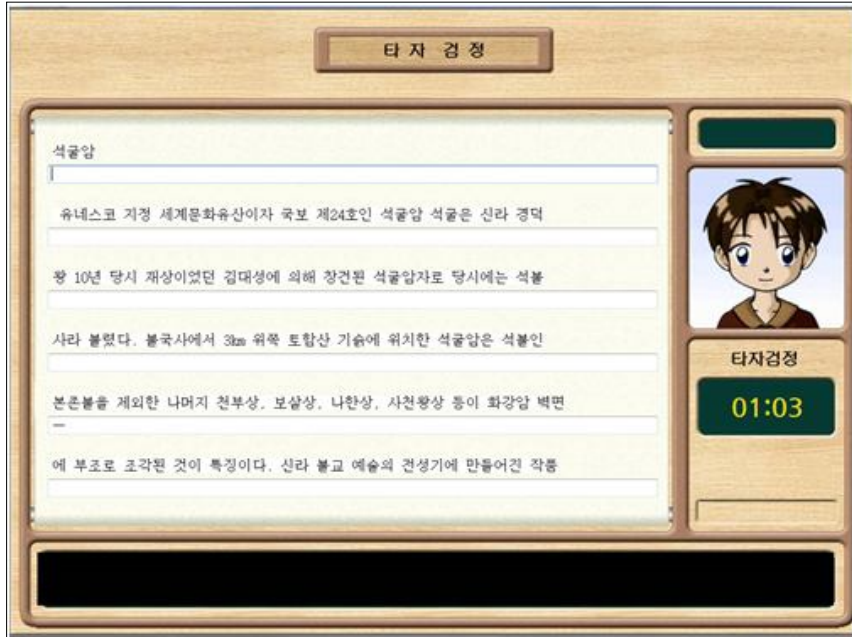 타 자 검 정
석굴암
유네스코 지정 세계문화유산이자 국보 제24호인 석굴암 석굴은 신라 경덕
왕 10년 당시 재상이었던 김대성에 의해 창건된 석굴암자로 당시에는 석불
사라 불렸다. 불국사에서 3km 위쪽 토함산 기슭에 위치한 석굴암은 석불인
본존불을 제외한 나머지 천부상, 보살상, 나한상, 사천왕상 등이 화강암 벽면
에 부조로 조각된 것이 특징이다. 신라 불교 예술의 전성기에 만들어진 작품
타자검정
01:03